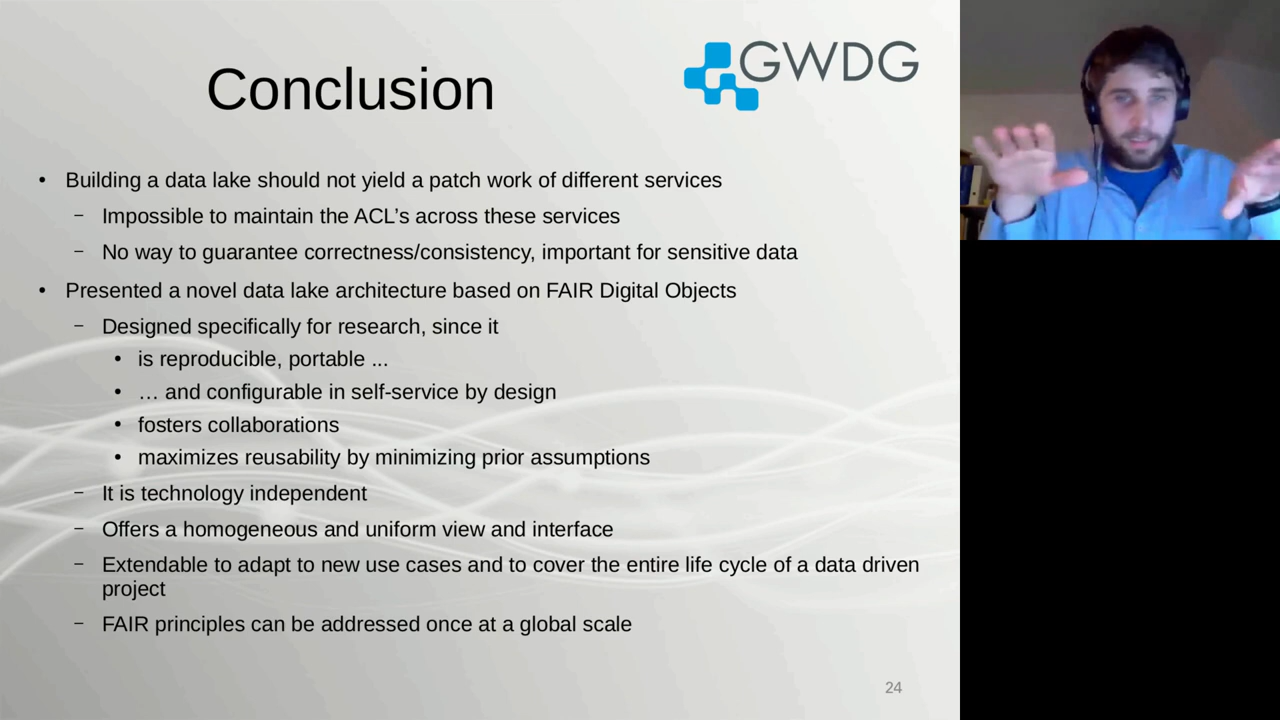 GWDG
Conclusion
• Building a data lake should not yield a patch work of different services
– Impossible to maintain the ACL’s across these services
– No way to guarantee correctness/consistency, important for sensitive data
• Presented a novel data lake architecture based on FAIR Digital Objects
– Designed specifically for research, since it
• is reproducible, portable ...
• … and configurable in self-service by design
• fosters collaborations
• maximizes reusability by minimizing prior assumptions
– It is technology independent
– Offers a homogeneous and uniform view and interface
– Extendable to adapt to new use cases and to cover the entire life cycle of a data driven
project
– FAIR principles can be addressed once at a global scale
24